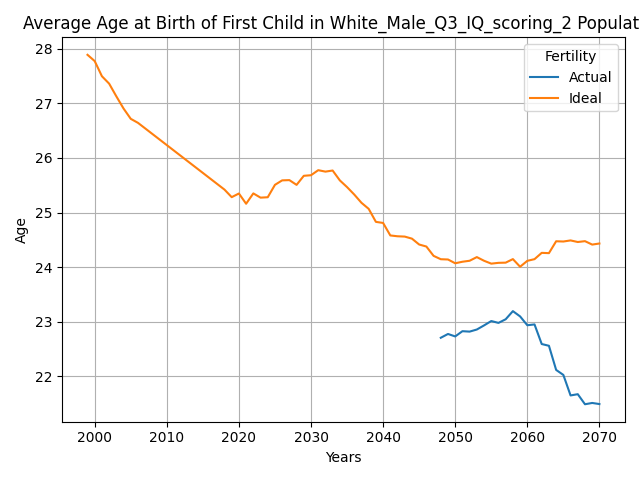 Average Age at Birth of First Child in White_Male_Q3_IQ_scoring_2 Populat
Fertility
Actual
Ideal
28
27
26
25
24
23
22
Age
2000 2010 2020 2030 2040 2050 2060 2070
Years